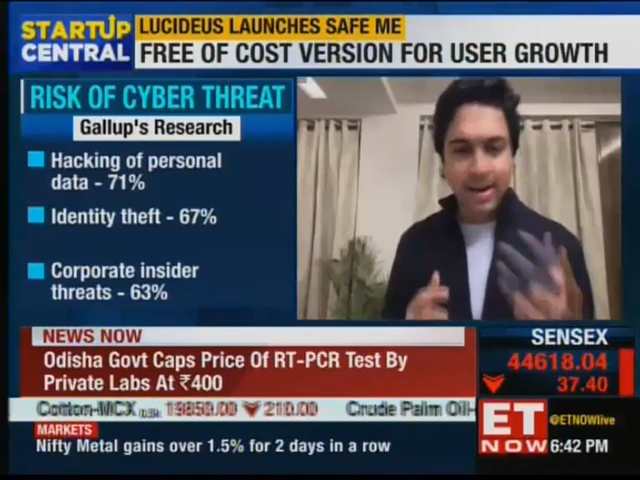 STARTUP
CENTRAL
LUCIDEUS LAUNCHES SAFE ME
FREE OF COST VERSION FOR USER GROWTH
RISK OF CYBER THREAT
Gallup's Research
Hacking of personal
data - 71%
Identity theft - 67%
Corporate insider
threats - 63%
NEWS NOW
Odisha Govt Caps Price Of RT-PCR Test By
Private Labs At ₹400
SENSEX
44618.04
37.40
Cotton-MCX 19850.00 210.00 Crude Palm Oil-
MARKETS
Nifty Metal gains over 1.5% for 2 days in a row
ET
NOW
@ETNOWlive
6:42 PM